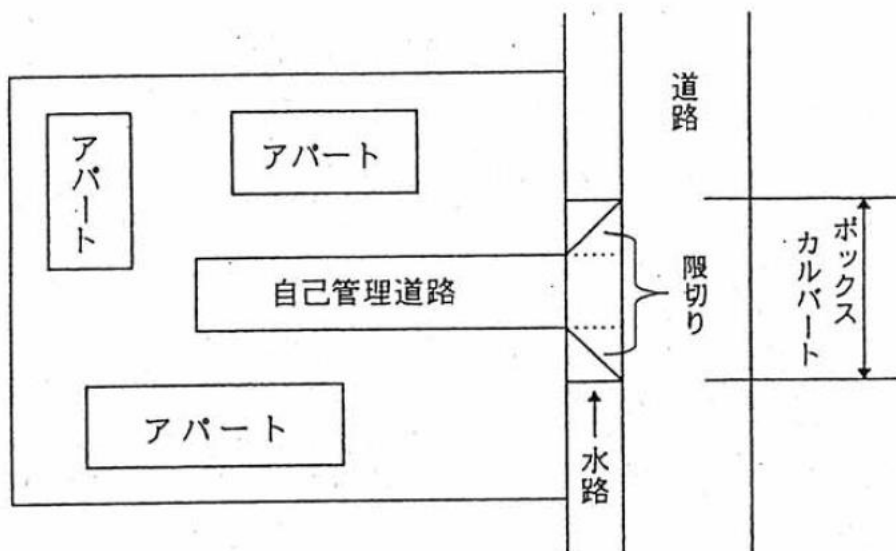 道路
アパート
アパート
自己管理道路
隈切り
ボックス
カルバート
アパート
水路